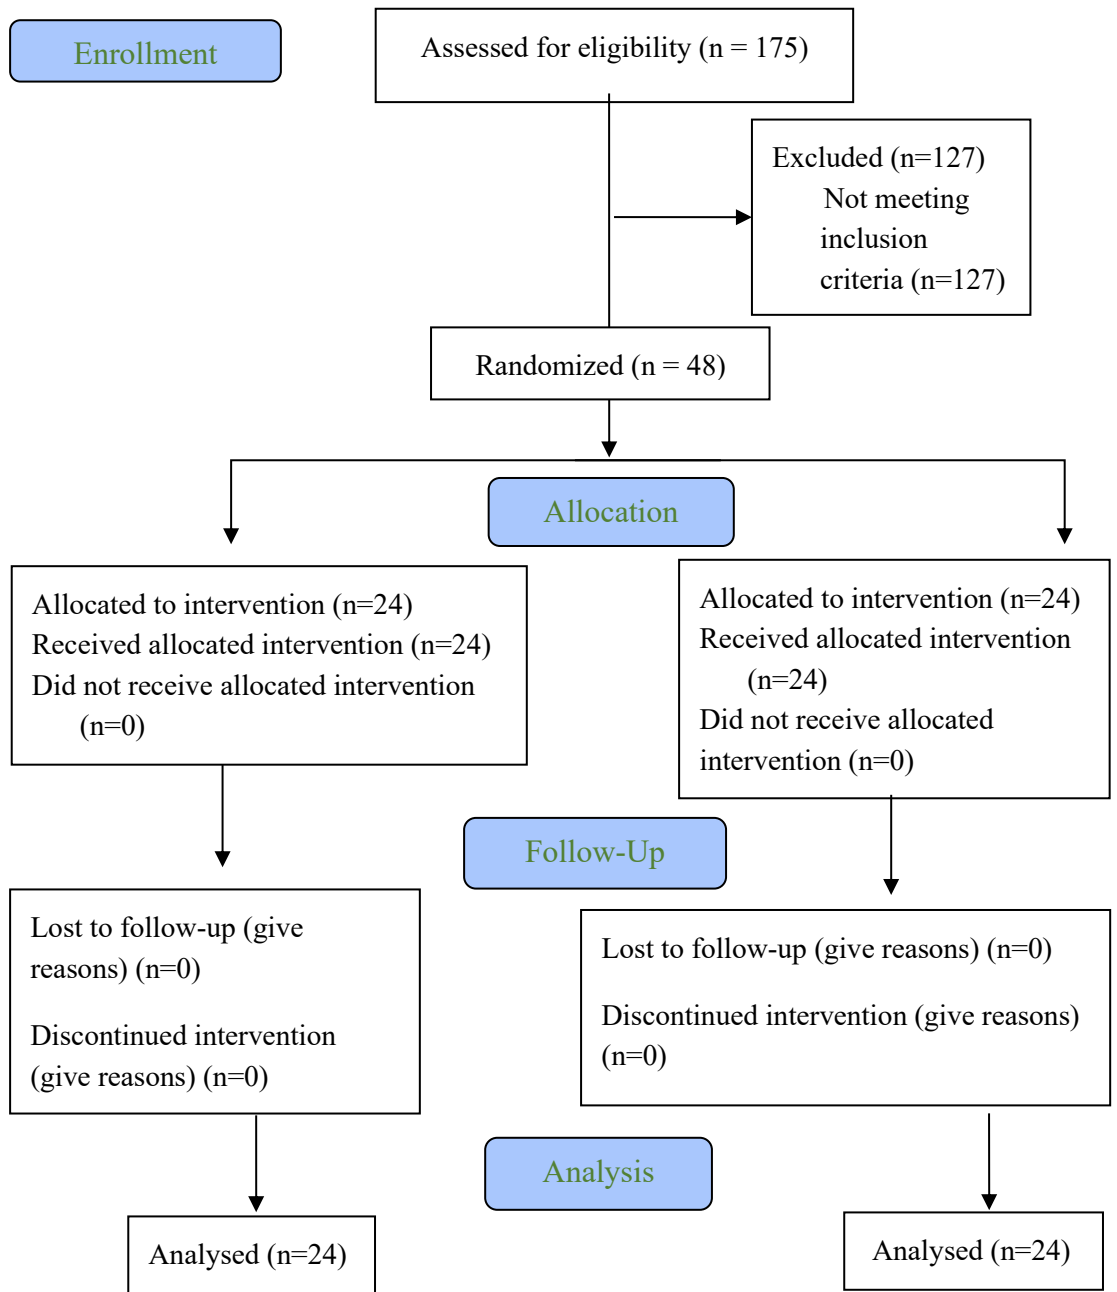 Enrollment
Assessed for eligibility (n = 175)
Excluded (n=127)
Not meeting
inclusion
criteria (n=127)
Randomized (n = 48)
Allocation
Allocated to intervention (n=24)
Received allocated intervention (n=24)
Did not receive allocated intervention
(n=0)
Allocated to intervention (n=24)
Received allocated intervention
(n=24)
Did not receive allocated
intervention (n=0)
Follow-Up
Lost to follow-up (give
reasons) (n=0)
Discontinued intervention
(give reasons) (n=0)
Lost to follow-up (give reasons) (n=0)
Discontinued intervention (give reasons)
(n=0)
Analysis
Analysed (n=24)
Analysed (n=24)